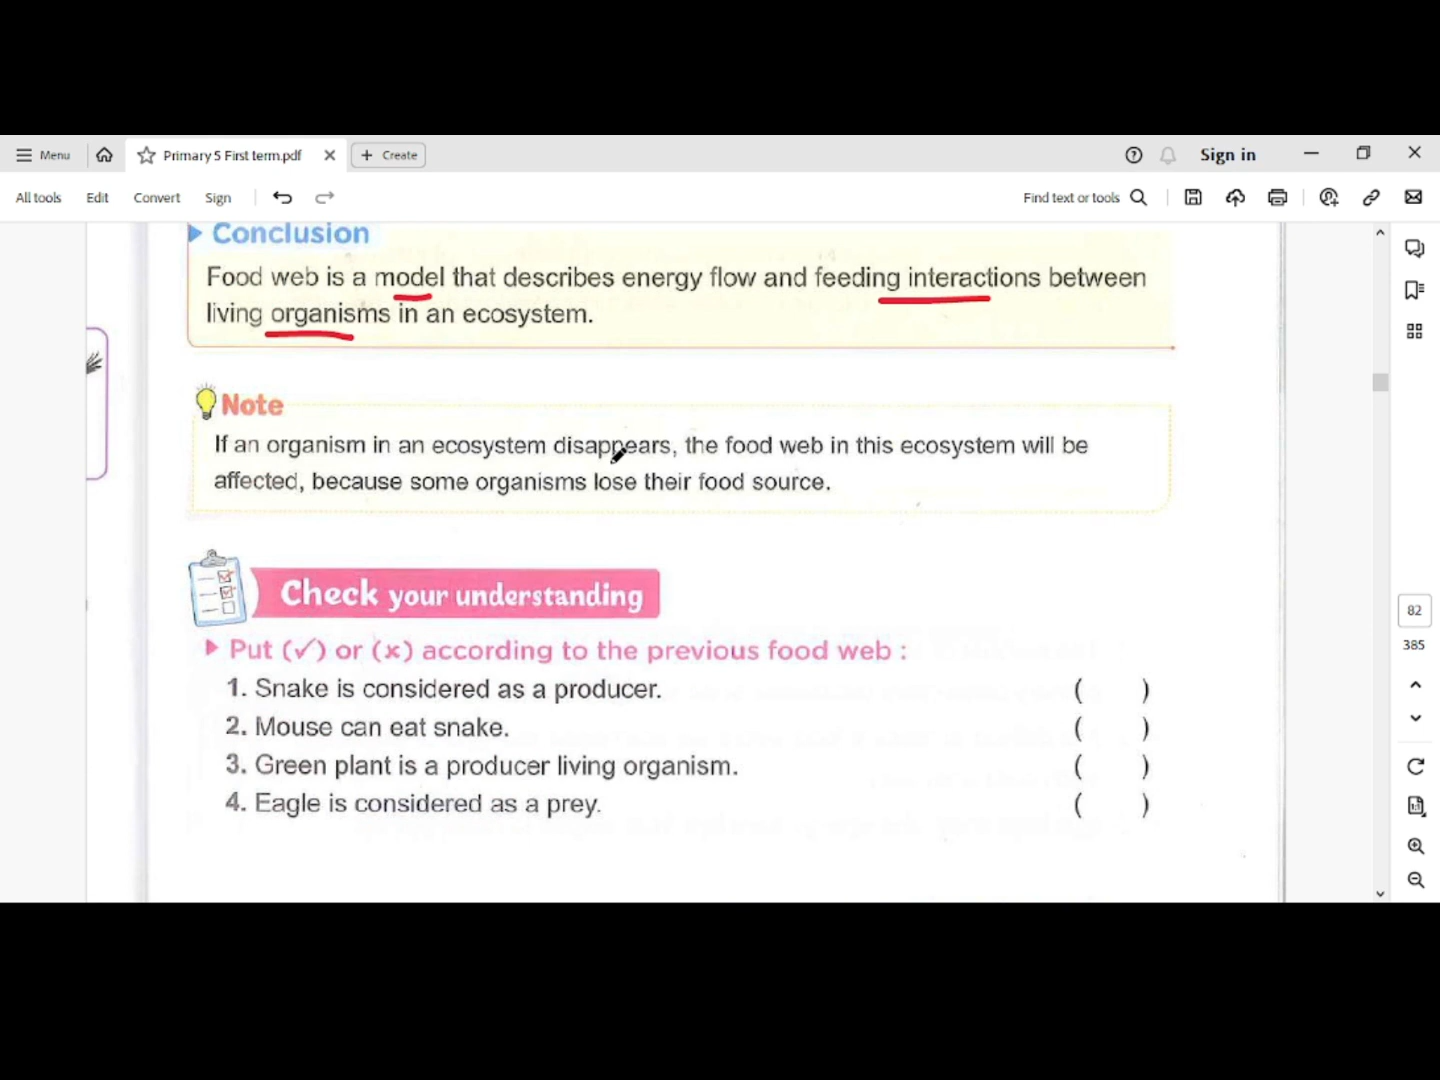 Menu
Primary 5 First term.pdf
Create
Sign in
All tools
Edit
Convert
Sign
Find text or tools
Conclusion
Food web is a model that describes energy flow and feeding interactions between
living organisms in an ecosystem.
Note
If an organism in an ecosystem disappears, the food web in this ecosystem will be
affected, because some organisms lose their food source.
Check your understanding
Put (✓) or (×) according to the previous food web :
1. Snake is considered as a producer. ( )
2. Mouse can eat snake. ( )
3. Green plant is a producer living organism. ( )
4. Eagle is considered as a prey. ( )
82
385